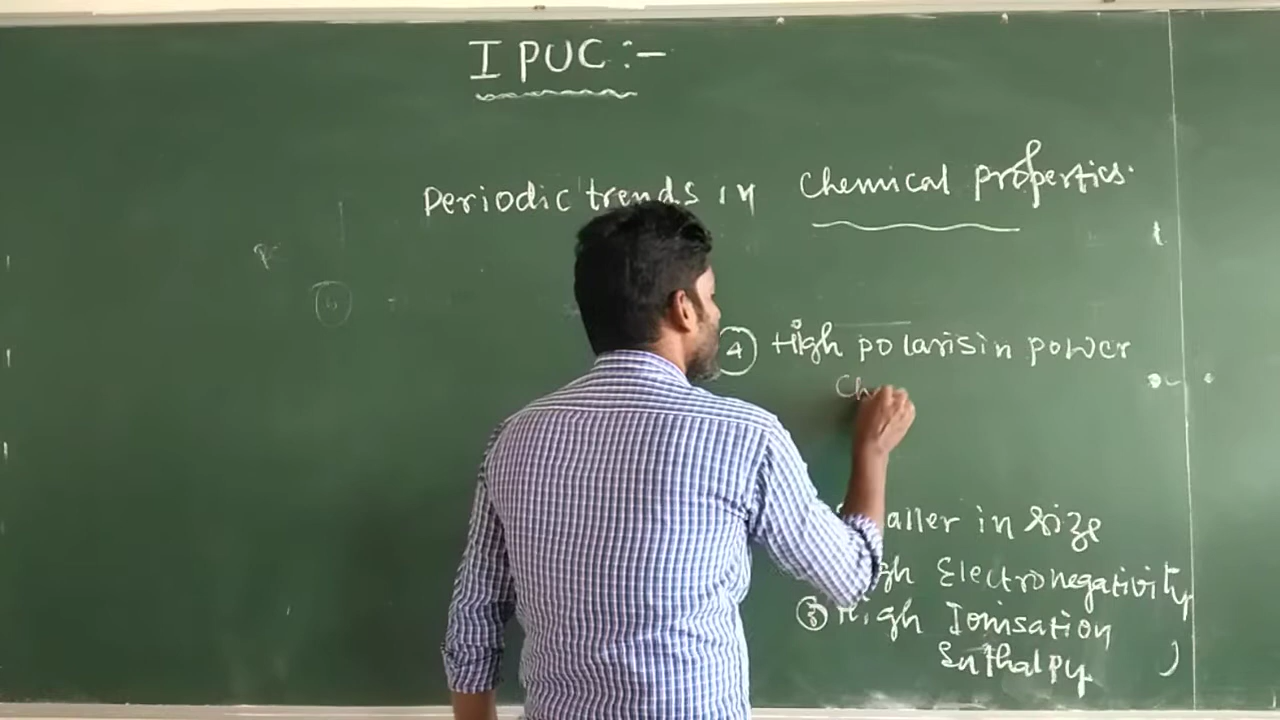 I PUC :-
Periodic trends in Chemical properties.
④ High polarisin power
Ch
aller in size
gh Electronegativity
③ High Ionisation
Enthalpy )